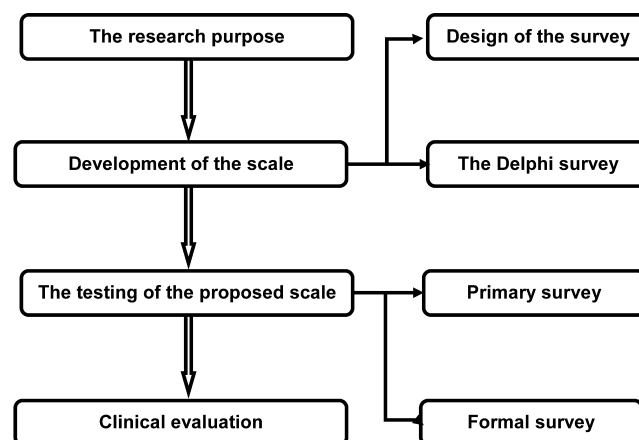 The research purpose
Design of the survey
Development of the scale
The Delphi survey
The testing of the proposed scale
Primary survey
Clinical evaluation
Formal survey